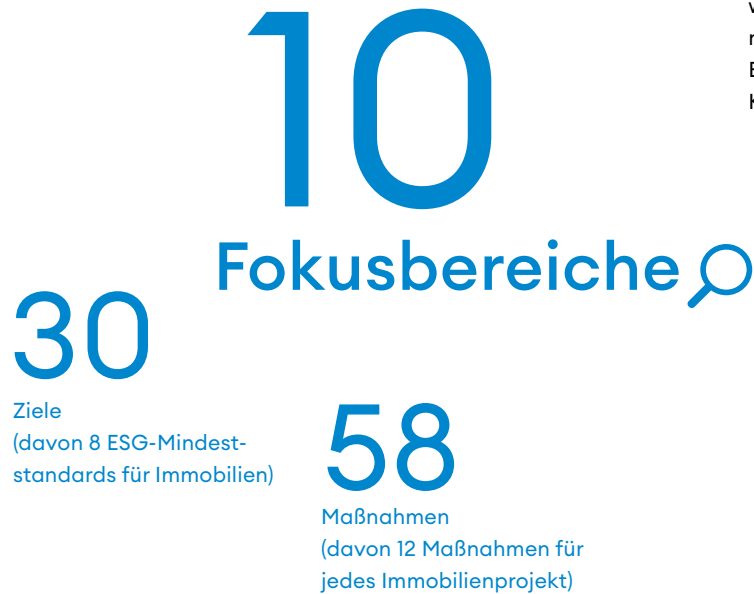 10
Fokusbereiche
30
Ziele
(davon 8 ESG-Mindest-
standards für Immobilien)
58
Maßnahmen
(davon 12 Maßnahmen für
jedes Immobilienprojekt)